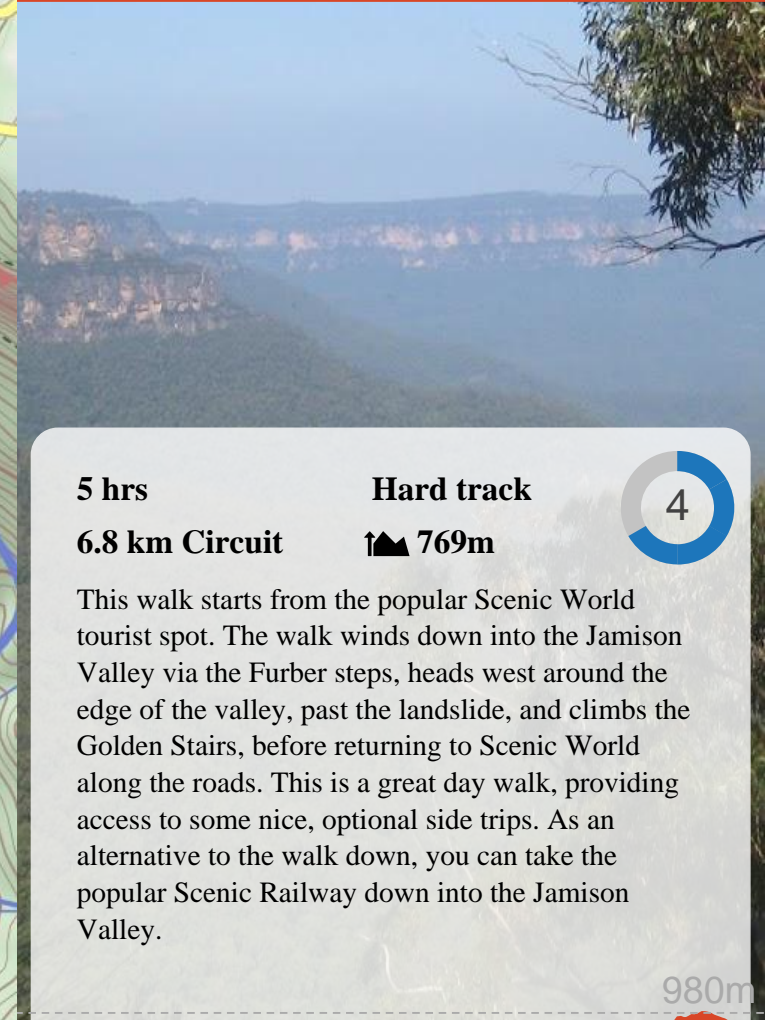 5 hrs
Hard track
4
6.8 km Circuit
769m
This walk starts from the popular Scenic World
tourist spot. The walk winds down into the Jamison
Valley via the Furber steps, heads west around the
edge of the valley, past the landslide, and climbs the
Golden Stairs, before returning to Scenic World
along the roads. This is a great day walk, providing
access to some nice, optional side trips. As an
alternative to the walk down, you can take the
popular Scenic Railway down into the Jamison
Valley.
980m